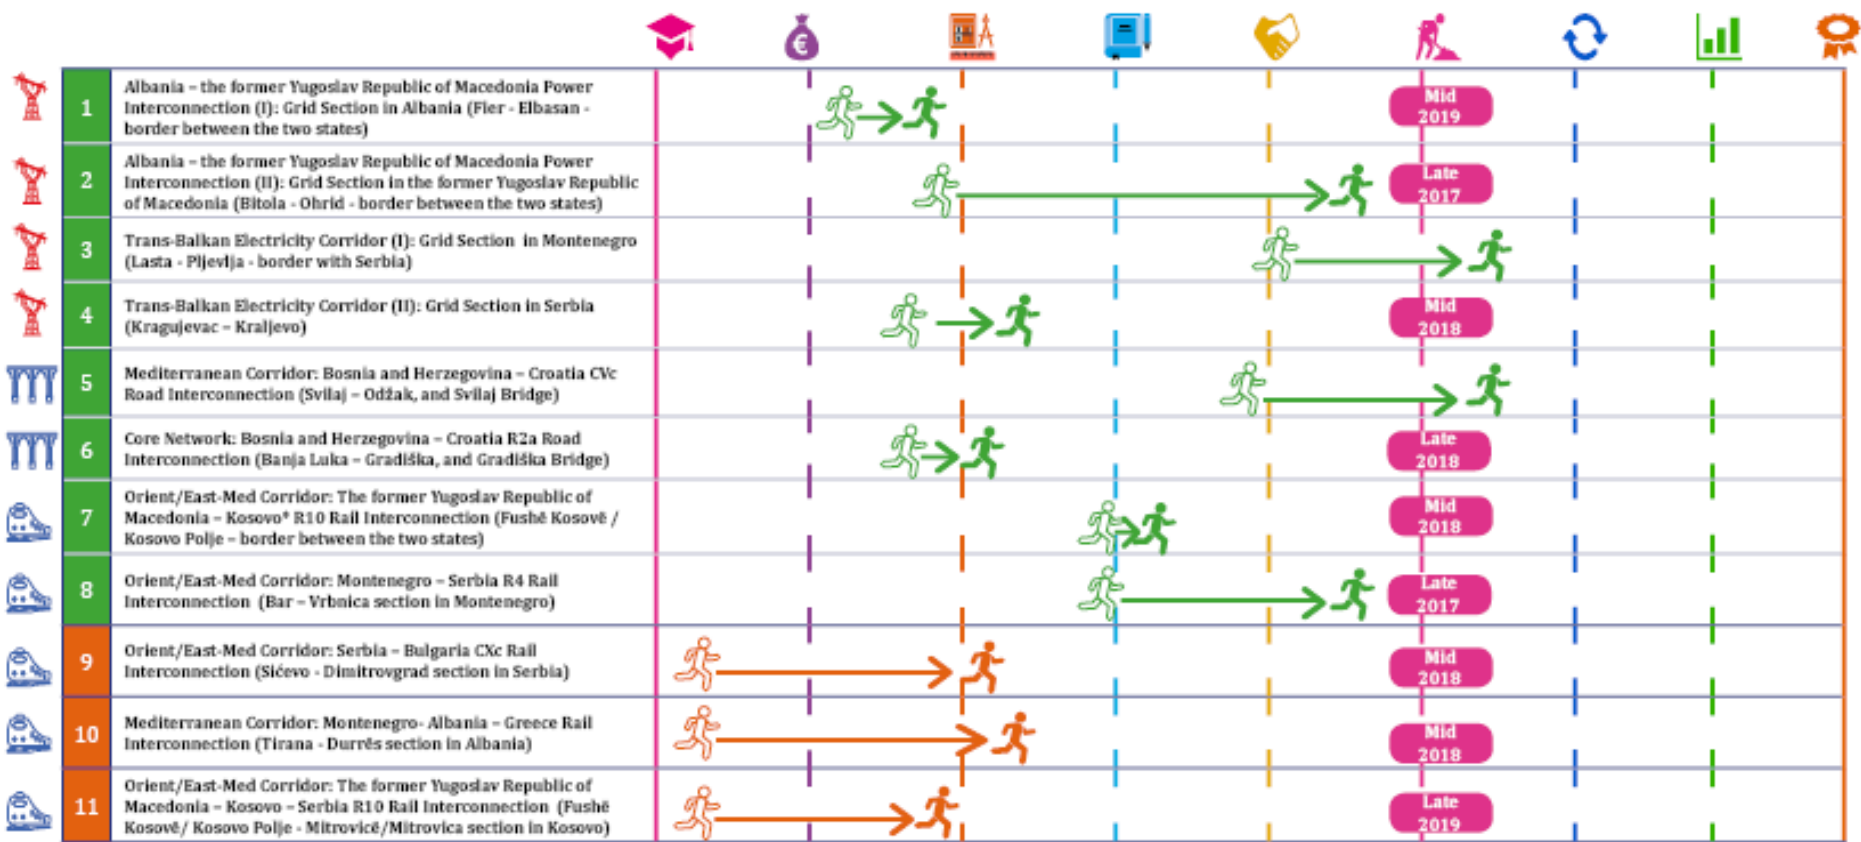 €
1
Albania – the former Yugoslav Republic of Macedonia Power
Interconnection (I): Grid Section in Albania (Fier - Elbasan -
border between the two states)
Mid
2019
2
Albania – the former Yugoslav Republic of Macedonia Power
Interconnection (II): Grid Section in the former Yugoslav Republic
of Macedonia (Bitola - Ohrid - border between the two states)
Late
2017
3
Trans-Balkan Electricity Corridor (I): Grid Section in Montenegro
(Lasta - Pljevlja - border with Serbia)
4
Trans-Balkan Electricity Corridor (II): Grid Section in Serbia
(Kragujevac – Kraljevo)
Mid
2018
5
Mediterranean Corridor: Bosnia and Herzegovina – Croatia CVc
Road Interconnection (Svilaj – Odžak, and Svilaj Bridge)
6
Core Network: Bosnia and Herzegovina – Croatia R2a Road
Interconnection (Banja Luka – Gradiška, and Gradiška Bridge)
Late
2018
7
Orient/East-Med Corridor: The former Yugoslav Republic of
Macedonia – Kosovo* R10 Rail Interconnection (Fushë Kosovë /
Kosovo Polje – border between the two states)
Mid
2018
8
Orient/East-Med Corridor: Montenegro – Serbia R4 Rail
Interconnection (Bar – Vrbnica section in Montenegro)
Late
2017
9
Orient/East-Med Corridor: Serbia – Bulgaria CXc Rail
Interconnection (Sićevo - Dimitrovgrad section in Serbia)
Mid
2018
10
Mediterranean Corridor: Montenegro- Albania – Greece Rail
Interconnection (Tirana - Durrës section in Albania)
Mid
2018
11
Orient/East-Med Corridor: The former Yugoslav Republic of
Macedonia – Kosovo – Serbia R10 Rail Interconnection (Fushë
Kosovë/ Kosovo Polje - Mitrovicë/Mitrovica section in Kosovo)
Late
2019